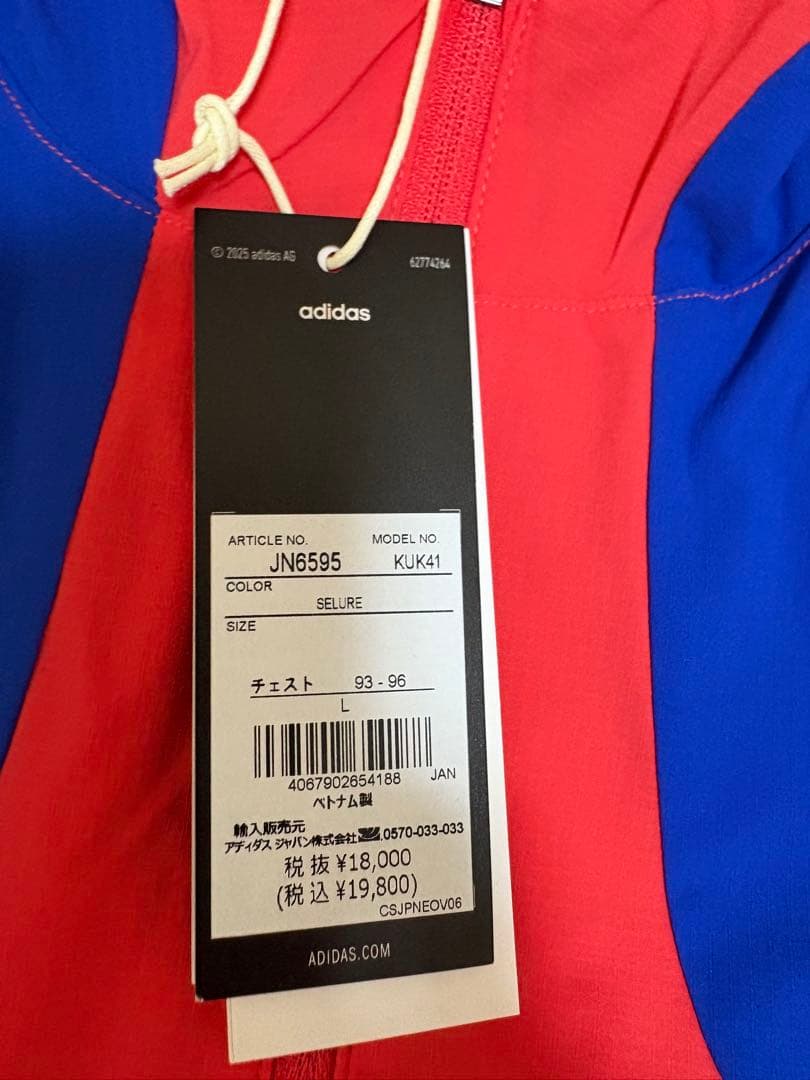 © 2025 adidas AG
62774264
adidas
ARTICLE NO. MODEL NO.
JN6595 KUK41
COLOR
SELURE
SIZE
チェスト 93 - 96
L
4067902654188 JAN
ベトナム製
輸入販売元
アディダス ジャパン株式会社 .0570-033-033
税抜 ¥18,000
(税込 ¥19,800)
CSJPNEOV06
ADIDAS.COM